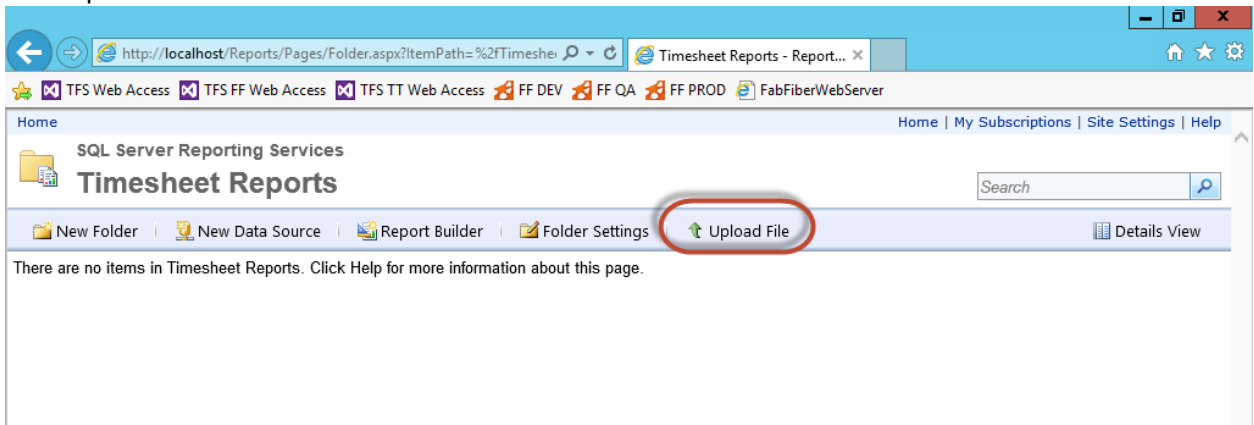 http://localhost/Reports/Pages/Folder.aspx?ItemPath=%2fTimeshe
Timesheet Reports - Report...
TFS Web Access TFS FF Web Access TFS TT Web Access FF DEV FF QA FF PROD FabFiberWebServer
Home Home | My Subscriptions | Site Settings | Help
SQL Server Reporting Services
Timesheet Reports
Search
New Folder New Data Source Report Builder Folder Settings Upload File Details View
There are no items in Timesheet Reports. Click Help for more information about this page.